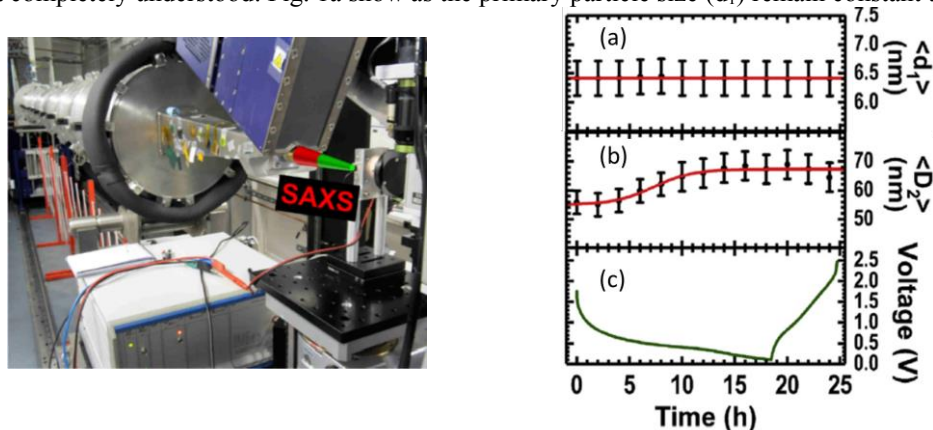 completely understood. Fig. 1a show as the primary particle size (d₁) remain constant
SAXS
(a)
7.5
7.0
6.5
6.0
<d₁>
(nm)
(b)
70
60
50
<D₂>
(nm)
(c)
2.5
2.0
1.5
1.0
0.5
0.0
Voltage (V)
0 5 10 15 20 25
Time (h)